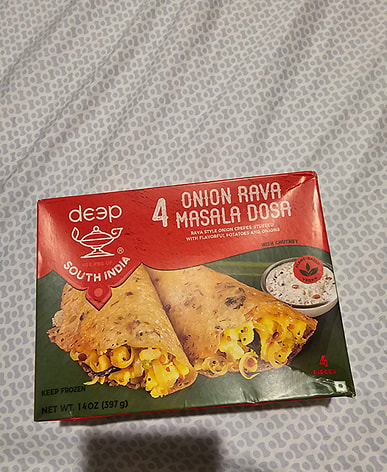 deep
SOUTH INDIA
®
4 ONION RAVA
MASALA DOSA
RAVA STYLE ONION CREPES STUFFED
WITH FLAVORFUL POTATOES AND ONIONS
WITH CHUTNEY
4
PIECES
KEEP FROZEN
NET WT. 14OZ (397 g)